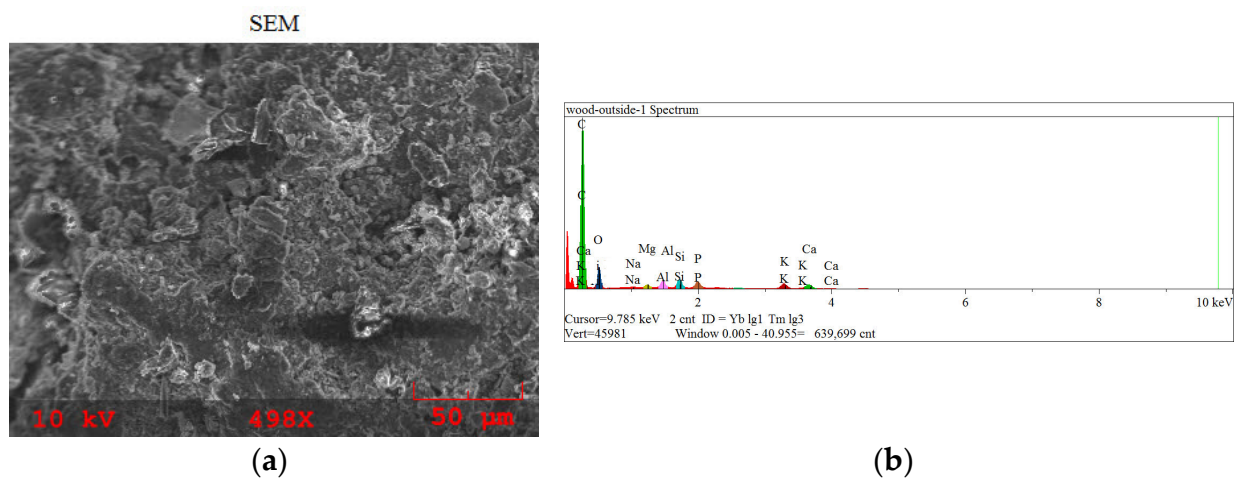 SEM
10 kV 498X 50 µm
(a)
wood-outside-1 Spectrum
C
C
O
Ca
K
K
Na
Na
Mg
Al
Al
Si
Si
P
P
K
K
Ca
K
K
Ca
Ca
2
4
6
8
10 keV
Cursor=9.785 keV 2 cnt ID = Yb lg1 Tm lg3
Vert=45981 Window 0.005 - 40.955= 639,699 cnt
(b)